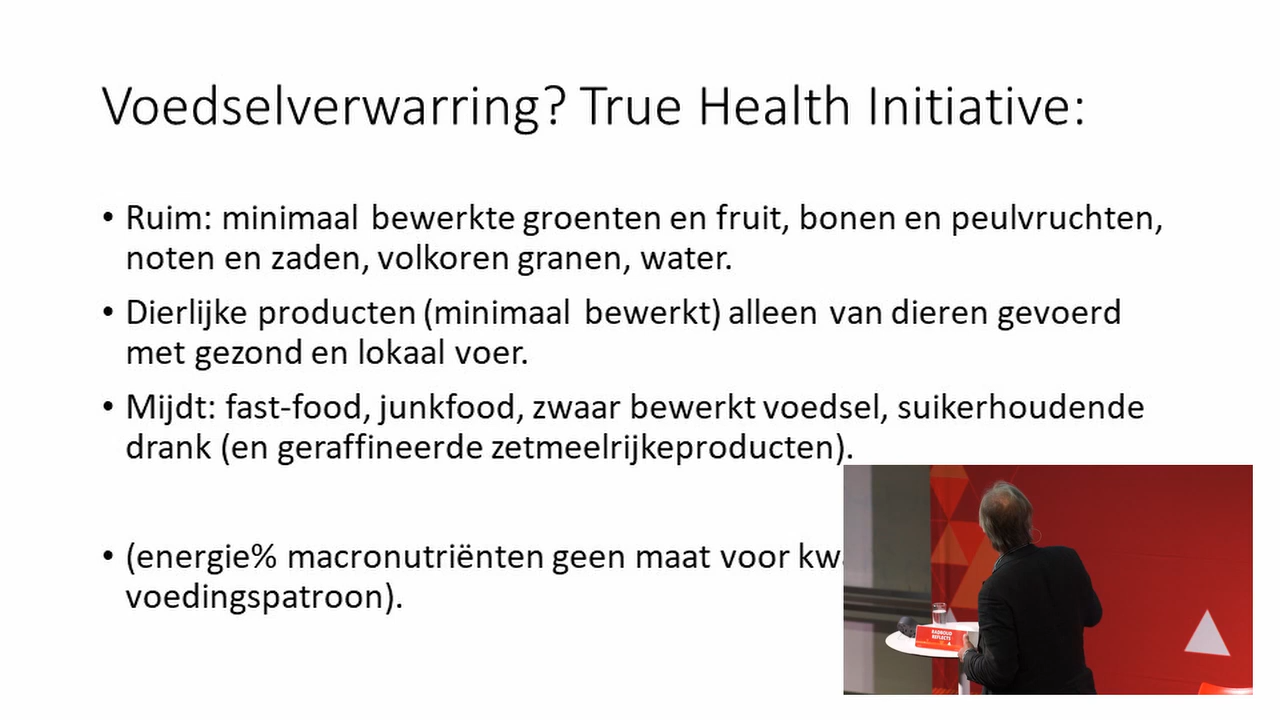 Voedselverwarring? True Health Initiative:
• Ruim: minimaal bewerkte groenten en fruit, bonen en peulvruchten,
noten en zaden, volkoren granen, water.
• Dierlijke producten (minimaal bewerkt) alleen van dieren gevoerd
met gezond en lokaal voer.
• Mijdt: fast-food, junkfood, zwaar bewerkt voedsel, suikerhoudende
drank (en geraffineerde zetmeelrijkeproducten).
• (energie% macronutriënten geen maat voor
voedingspatroon).
RADBOUD
REFLECTS